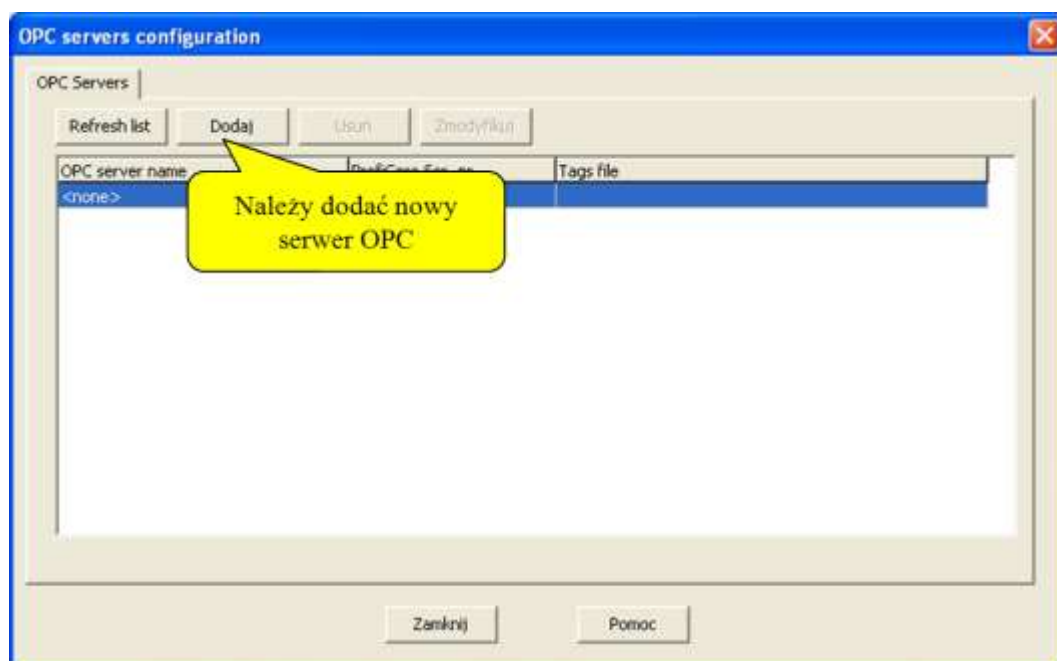 OPC servers configuration
OPC Servers
Refresh list Dodaj Usuń Zmodyfikuj
OPC server name Tags file
<none>
Należy dodać nowy
serwer OPC
Zamknij Pomoc